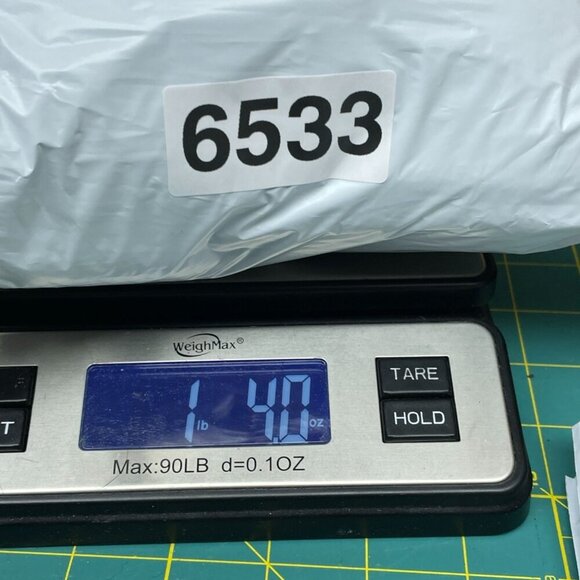 6533
WeighMax®
1 lb 4.0 oz
TARE
HOLD
T
Max:90LB d=0.1OZ